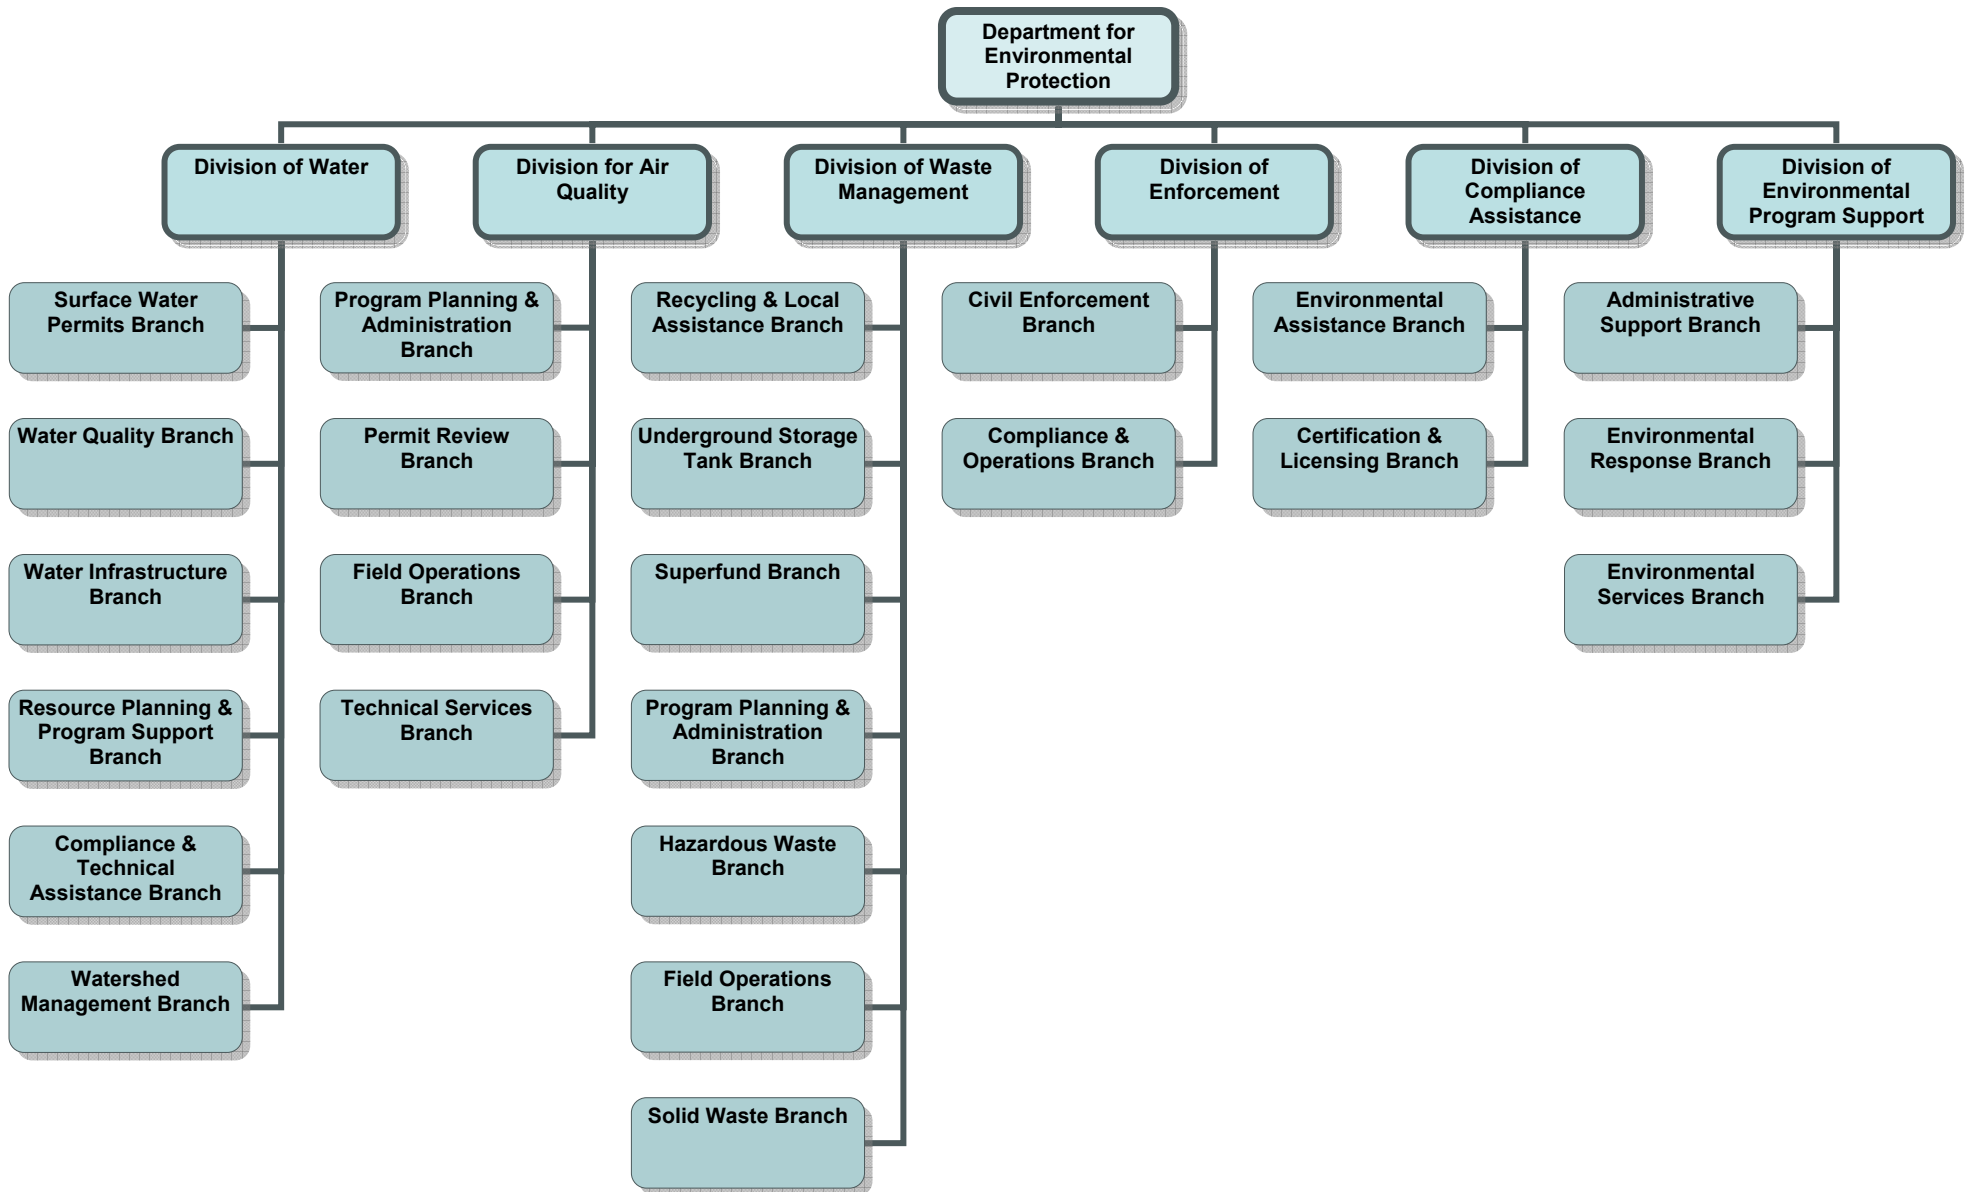 Department for
Environmental
Protection
Division of Water
Division for Air
Quality
Division of Waste
Management
Division of
Enforcement
Division of
Compliance
Assistance
Division of
Environmental
Program Support
Surface Water
Permits Branch
Program Planning &
Administration
Branch
Recycling & Local
Assistance Branch
Civil Enforcement
Branch
Environmental
Assistance Branch
Administrative
Support Branch
Water Quality Branch
Permit Review
Branch
Underground Storage
Tank Branch
Compliance &
Operations Branch
Certification &
Licensing Branch
Environmental
Response Branch
Water Infrastructure
Branch
Field Operations
Branch
Superfund Branch
Environmental
Services Branch
Resource Planning &
Program Support
Branch
Technical Services
Branch
Program Planning &
Administration
Branch
Compliance &
Technical
Assistance Branch
Hazardous Waste
Branch
Watershed
Management Branch
Field Operations
Branch
Solid Waste Branch